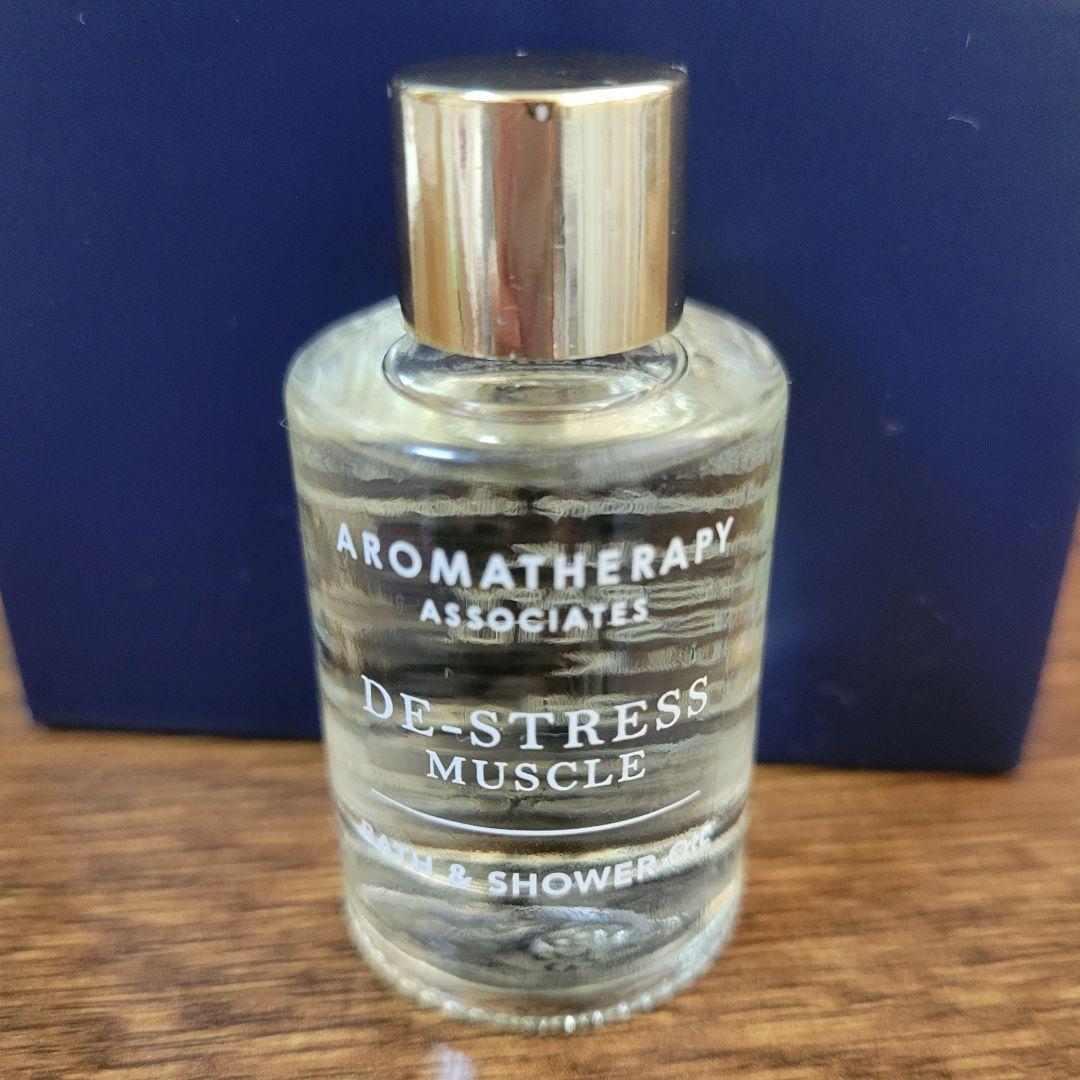 AROMATHERAPY
ASSOCIATES
DE-STRESS
MUSCLE
BATH & SHOWER OIL